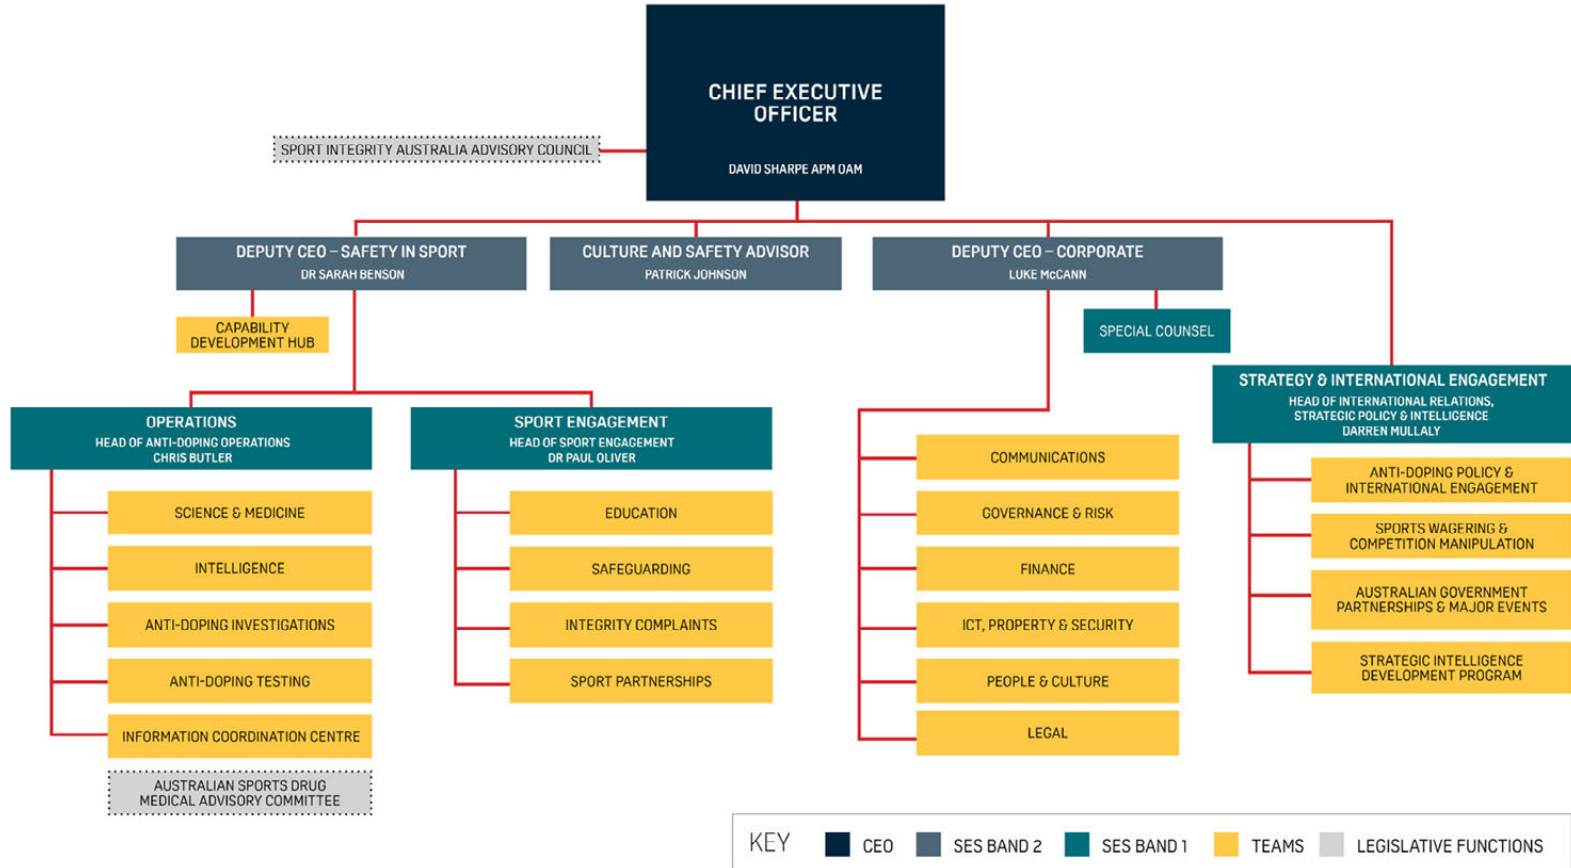 CHIEF EXECUTIVE
OFFICER
DAVID SHARPE APM OAM
SPORT INTEGRITY AUSTRALIA ADVISORY COUNCIL
DEPUTY CEO – SAFETY IN SPORT
DR SARAH BENSON
CULTURE AND SAFETY ADVISOR
PATRICK JOHNSON
DEPUTY CEO – CORPORATE
LUKE McCANN
CAPABILITY
DEVELOPMENT HUB
SPECIAL COUNSEL
OPERATIONS
HEAD OF ANTI-DOPING OPERATIONS
CHRIS BUTLER
SCIENCE & MEDICINE
INTELLIGENCE
ANTI-DOPING INVESTIGATIONS
ANTI-DOPING TESTING
INFORMATION COORDINATION CENTRE
AUSTRALIAN SPORTS DRUG
MEDICAL ADVISORY COMMITTEE
SPORT ENGAGEMENT
HEAD OF SPORT ENGAGEMENT
DR PAUL OLIVER
EDUCATION
SAFEGUARDING
INTEGRITY COMPLAINTS
SPORT PARTNERSHIPS
COMMUNICATIONS
GOVERNANCE & RISK
FINANCE
ICT, PROPERTY & SECURITY
PEOPLE & CULTURE
LEGAL
STRATEGY & INTERNATIONAL ENGAGEMENT
HEAD OF INTERNATIONAL RELATIONS,
STRATEGIC POLICY & INTELLIGENCE
DARREN MULLALY
ANTI-DOPING POLICY &
INTERNATIONAL ENGAGEMENT
SPORTS WAGERING &
COMPETITION MANIPULATION
AUSTRALIAN GOVERNMENT
PARTNERSHIPS & MAJOR EVENTS
STRATEGIC INTELLIGENCE
DEVELOPMENT PROGRAM
KEY CEO SES BAND 2 SES BAND 1 TEAMS LEGISLATIVE FUNCTIONS